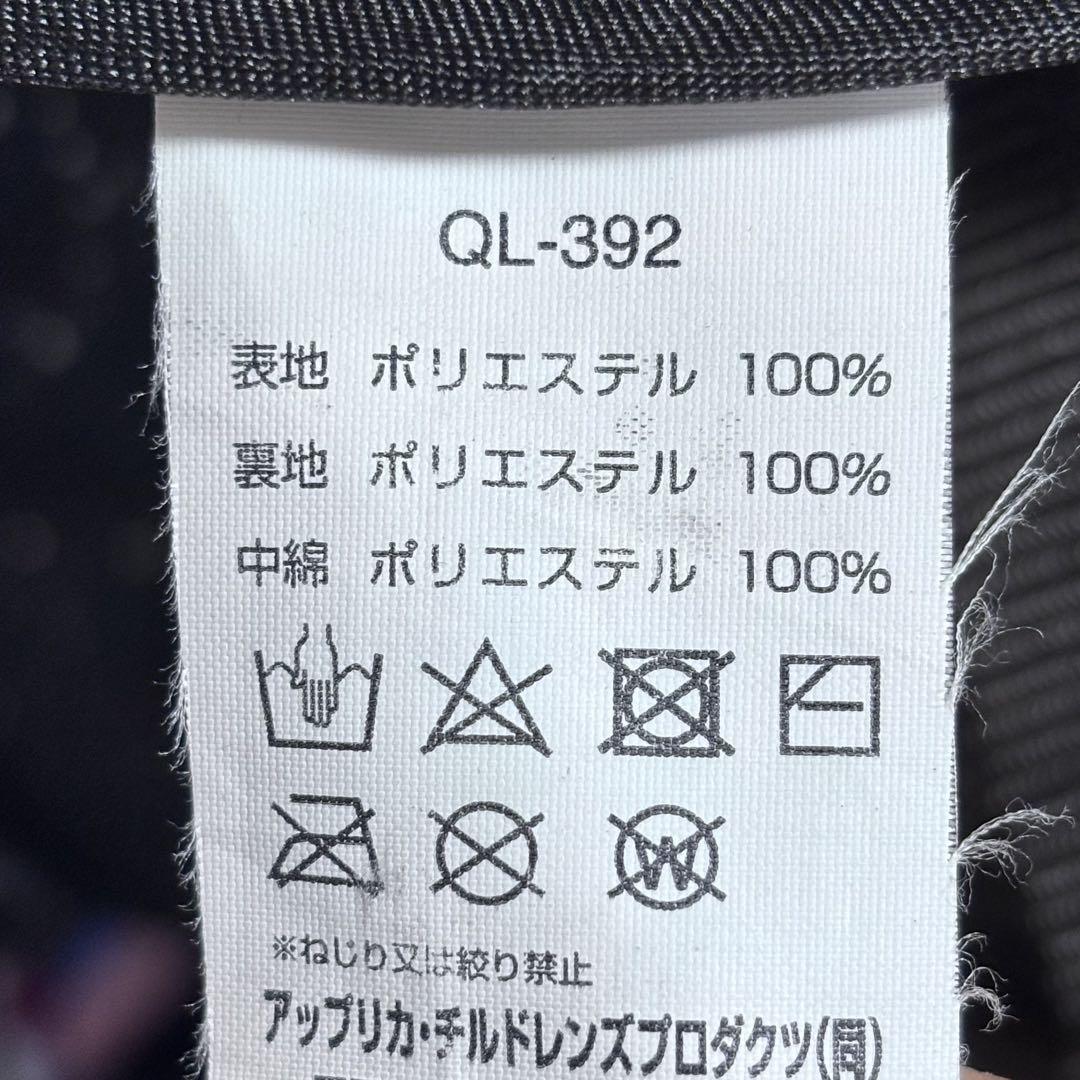 QL-392
表地 ポリエステル 100%
裏地 ポリエステル 100%
中綿 ポリエステル 100%
W
※ねじり又は絞り禁止
アップリカ・チルドレンズプロダクツ(同)